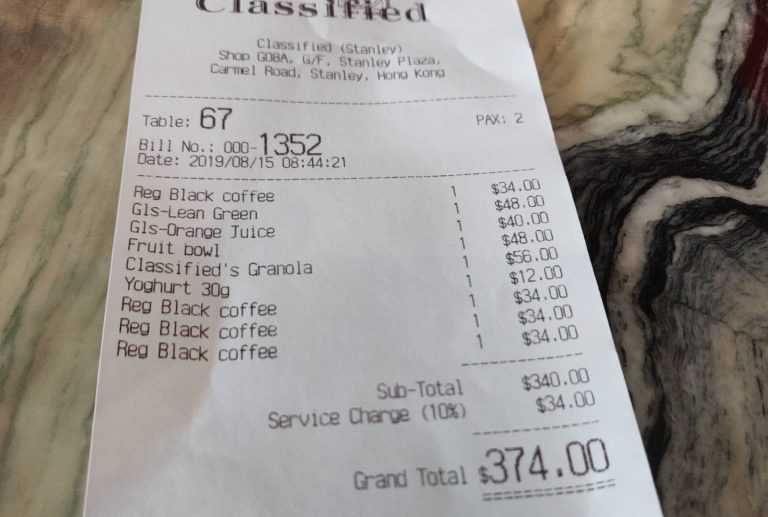 Classified
Classified (Stanley)
Shop G08A, G/F. Stanley Plaza,
Carmel Road, Stanley, Hong Kong
Table: 67 PAX: 2
Bill No.: 000-1352
Date: 2019/08/15 08:44:21
Reg Black coffee 1 $34.00
Gls-Lean Green 1 $48.00
Gls-Orange Juice 1 $40.00
Fruit bowl 1 $48.00
Classified's Granola 1 $56.00
Yoghurt 30g 1 $12.00
Reg Black coffee 1 $34.00
Reg Black coffee 1 $34.00
Reg Black coffee 1 $34.00
Sub-Total $340.00
Service Charge (10%) $34.00
Grand Total $374.00